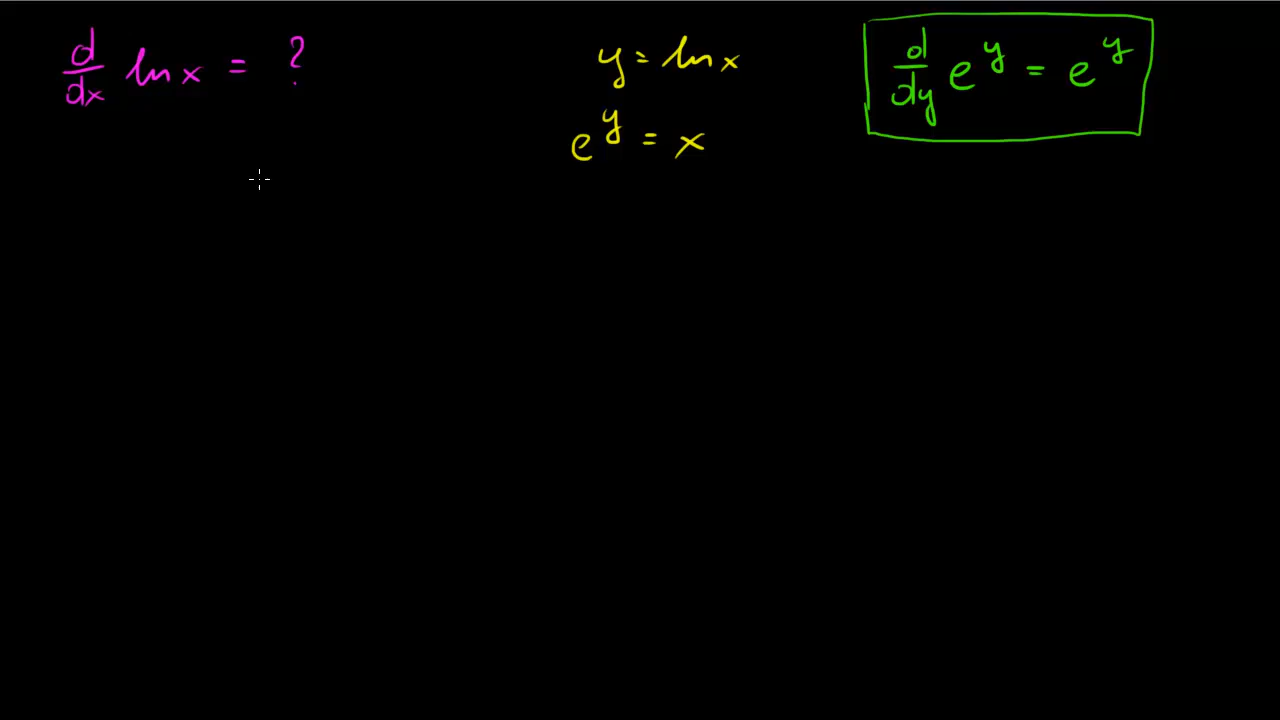 d/dx ln x = ?
y = ln x
e^y = x
d/dy e^y = e^y